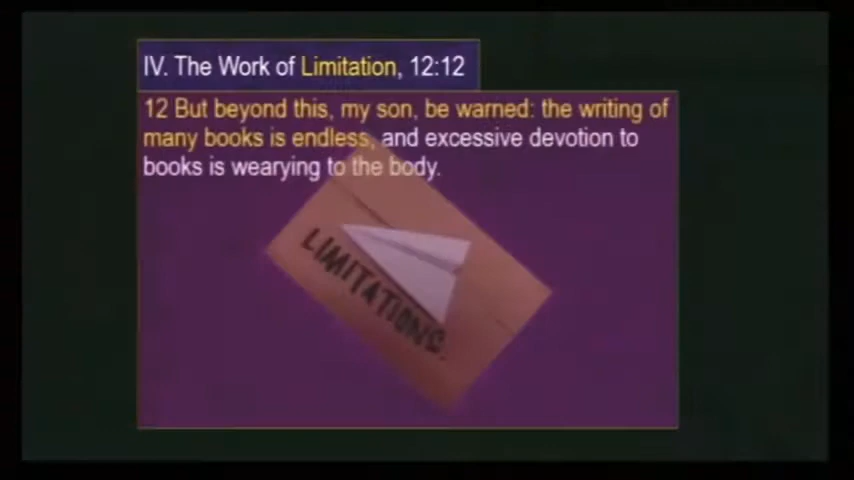 IV. The Work of Limitation, 12:12
12 But beyond this, my son, be warned: the writing of
many books is endless, and excessive devotion to
books is wearying to the body.
LIMITATIONS.